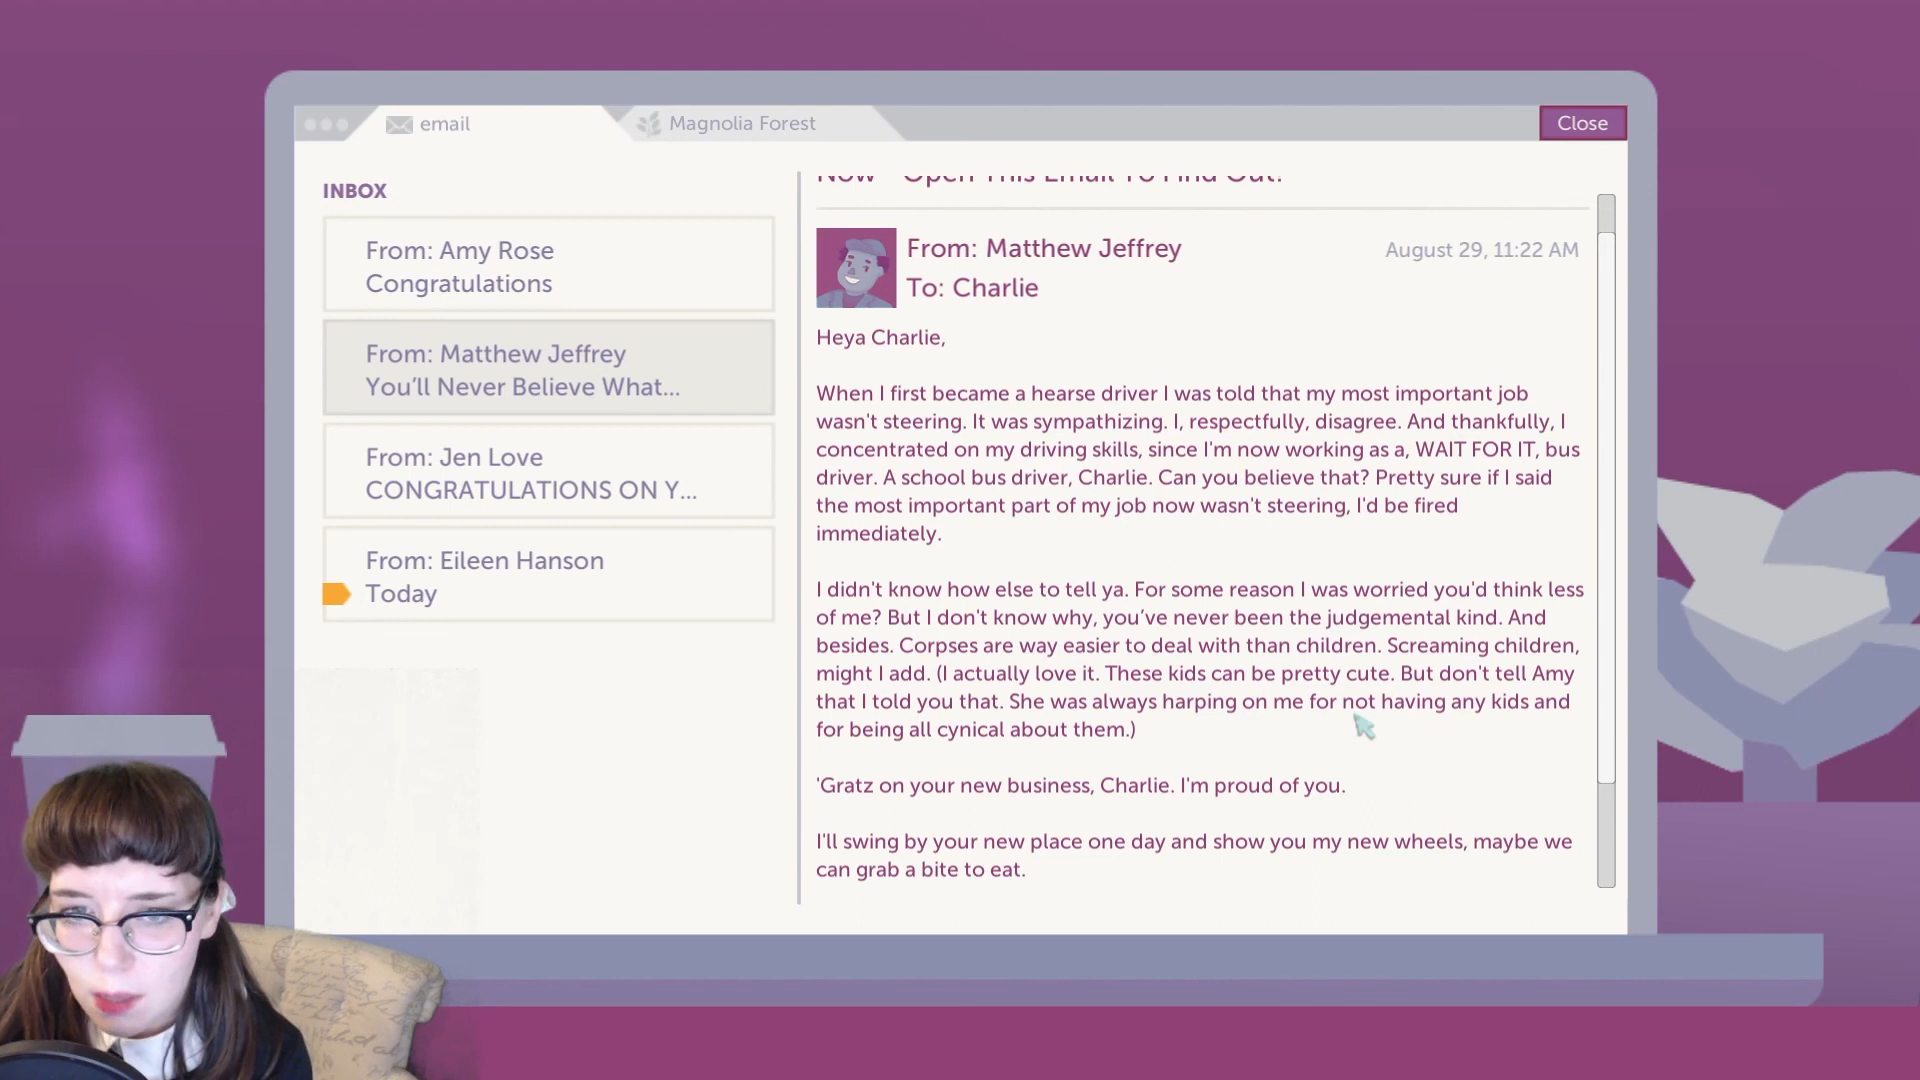 email
Magnolia Forest
Close
INBOX
From: Amy Rose
Congratulations
From: Matthew Jeffrey
You’ll Never Believe What...
From: Jen Love
CONGRATULATIONS ON Y...
From: Eileen Hanson
Today
Now - Open This Email To Find Out!
From: Matthew Jeffrey
August 29, 11:22 AM
To: Charlie
Heya Charlie,
When I first became a hearse driver I was told that my most important job
wasn't steering. It was sympathizing. I, respectfully, disagree. And thankfully, I
concentrated on my driving skills, since I'm now working as a, WAIT FOR IT, bus
driver. A school bus driver, Charlie. Can you believe that? Pretty sure if I said
the most important part of my job now wasn't steering, I'd be fired
immediately.
I didn't know how else to tell ya. For some reason I was worried you'd think less
of me? But I don't know why, you’ve never been the judgemental kind. And
besides. Corpses are way easier to deal with than children. Screaming children,
might I add. (I actually love it. These kids can be pretty cute. But don't tell Amy
that I told you that. She was always harping on me for not having any kids and
for being all cynical about them.)
'Gratz on your new business, Charlie. I'm proud of you.
I'll swing by your new place one day and show you my new wheels, maybe we
can grab a bite to eat.